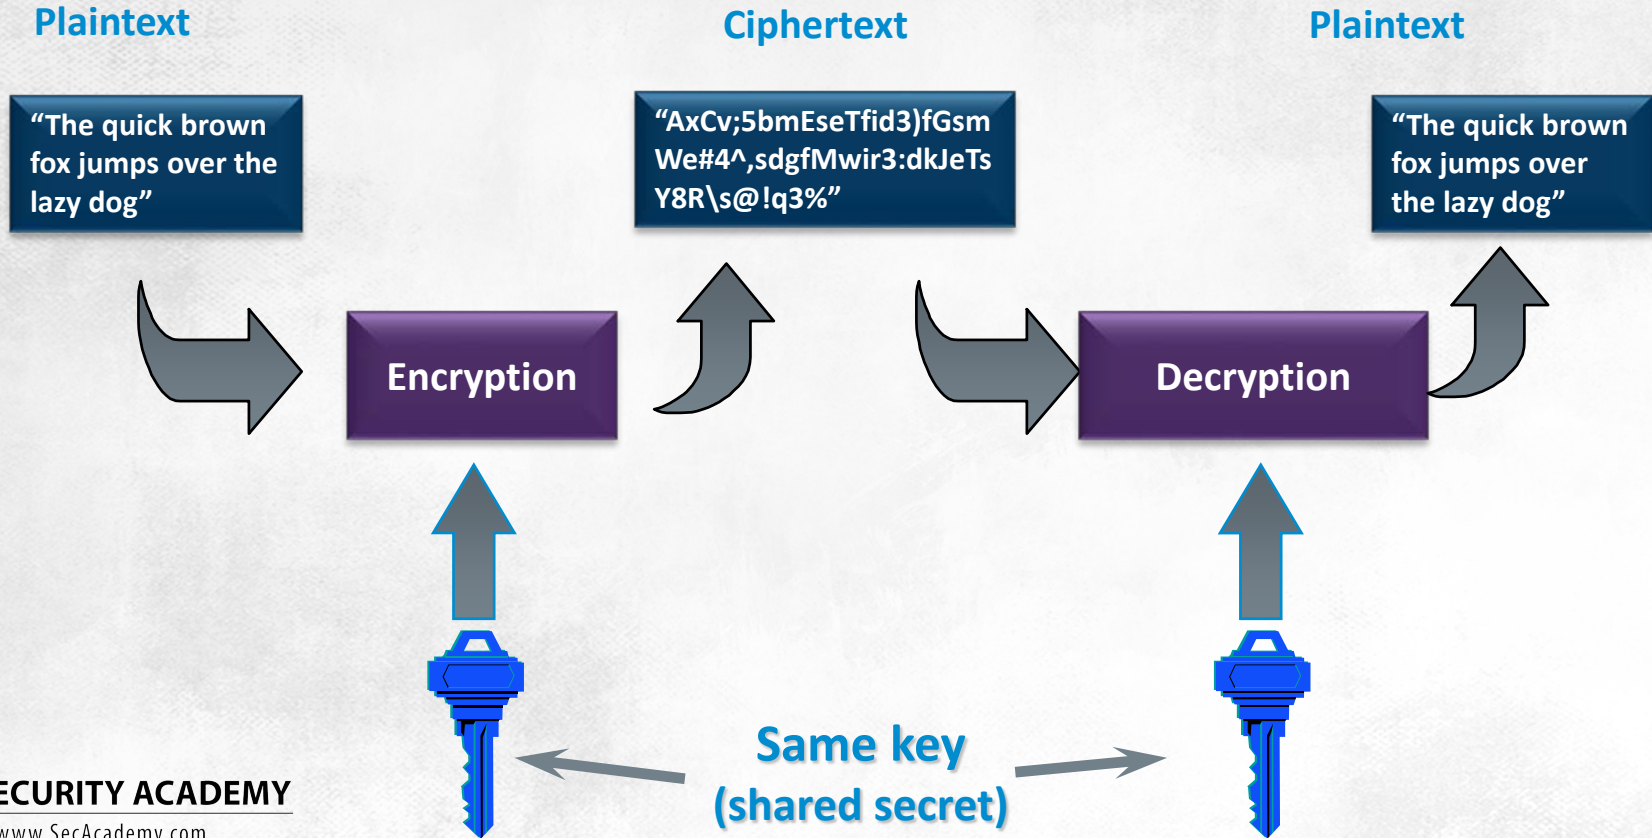 Plaintext
Ciphertext
Plaintext
“The quick brown
fox jumps over the
lazy dog”
“AxCv;5bmEseTfid3)fGsm
We#4^,sdgfMwir3:dkJeTs
Y8R\s@!q3%”
“The quick brown
fox jumps over
the lazy dog”
Encryption
Decryption
Same key
(shared secret)
ECURITY ACADEMY
www.SecAcademy.com